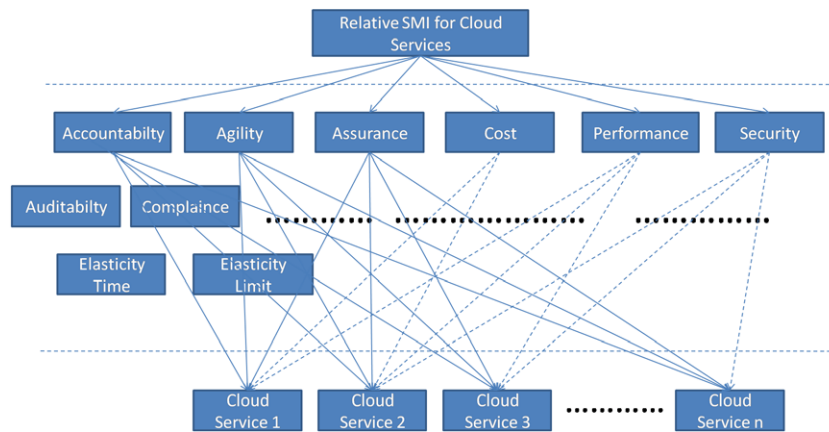 Relative SMI for Cloud
Services
Accountabilty
Agility
Assurance
Cost
Performance
Security
Auditabilty
Complaince
Elasticity
Time
Elasticity
Limit
Cloud
Service 1
Cloud
Service 2
Cloud
Service 3
Cloud
Service n